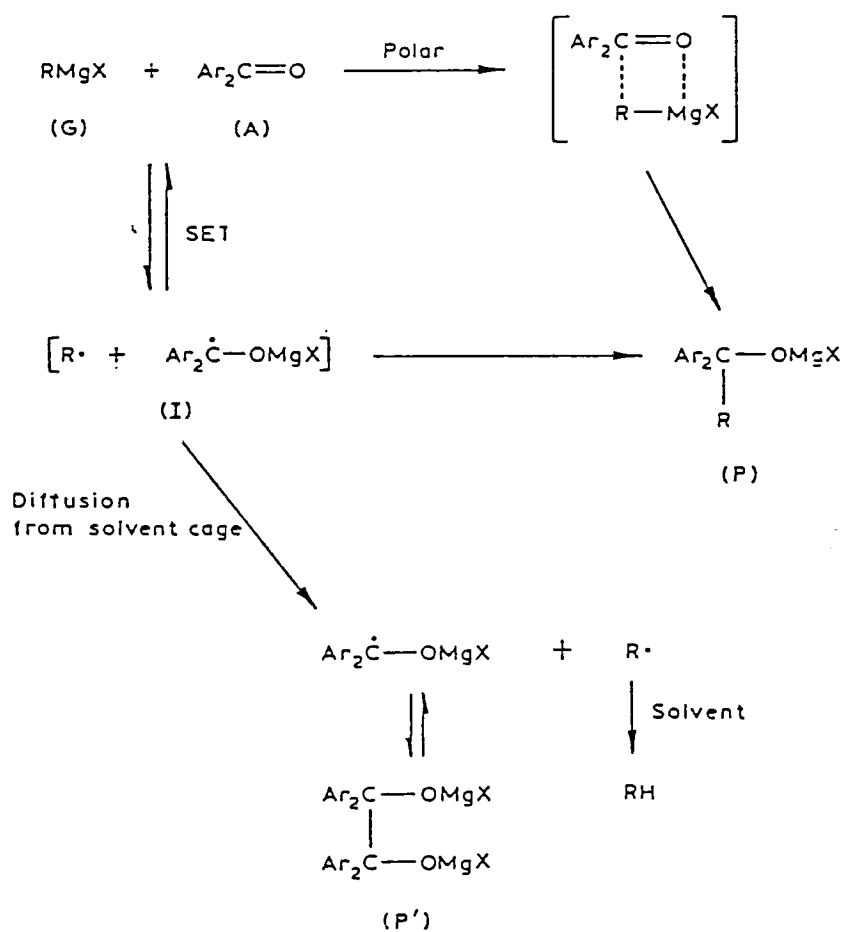 Ar₂C=O
RMgX + Ar₂C=O Polar R—MgX
(G) (A)
SET
[R· + Ar₂Ċ—OMgX] Ar₂C—OMgX
(I) R
(P)
Diffusion
from solvent cage
Ar₂Ċ—OMgX + R·
Solvent
Ar₂C—OMgX RH
Ar₂C—OMgX
(P')